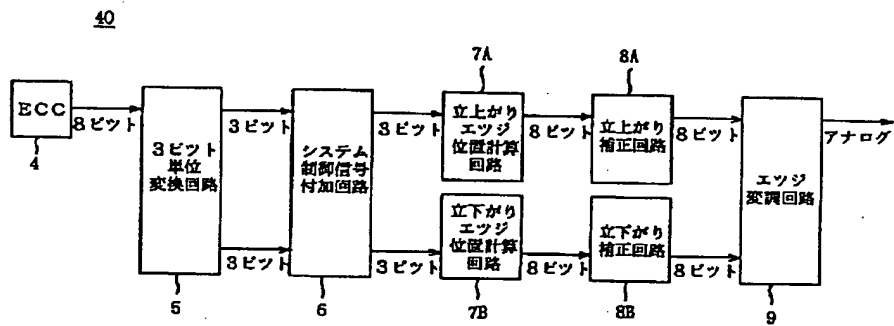 40
7A
8A
ECC
8ビット
3ビット
3ビット
8ビット
8ビット
アナログ
4
3ビット
単位
変換回路
システム
制御信号
付加回路
立上がり
エッジ
位置計算
回路
立上がり
補正回路
エッジ
変調回路
立下がり
エッジ
位置計算
回路
立下がり
補正回路
3ビット
3ビット
8ビット
8ビット
5
6
7B
8B
9